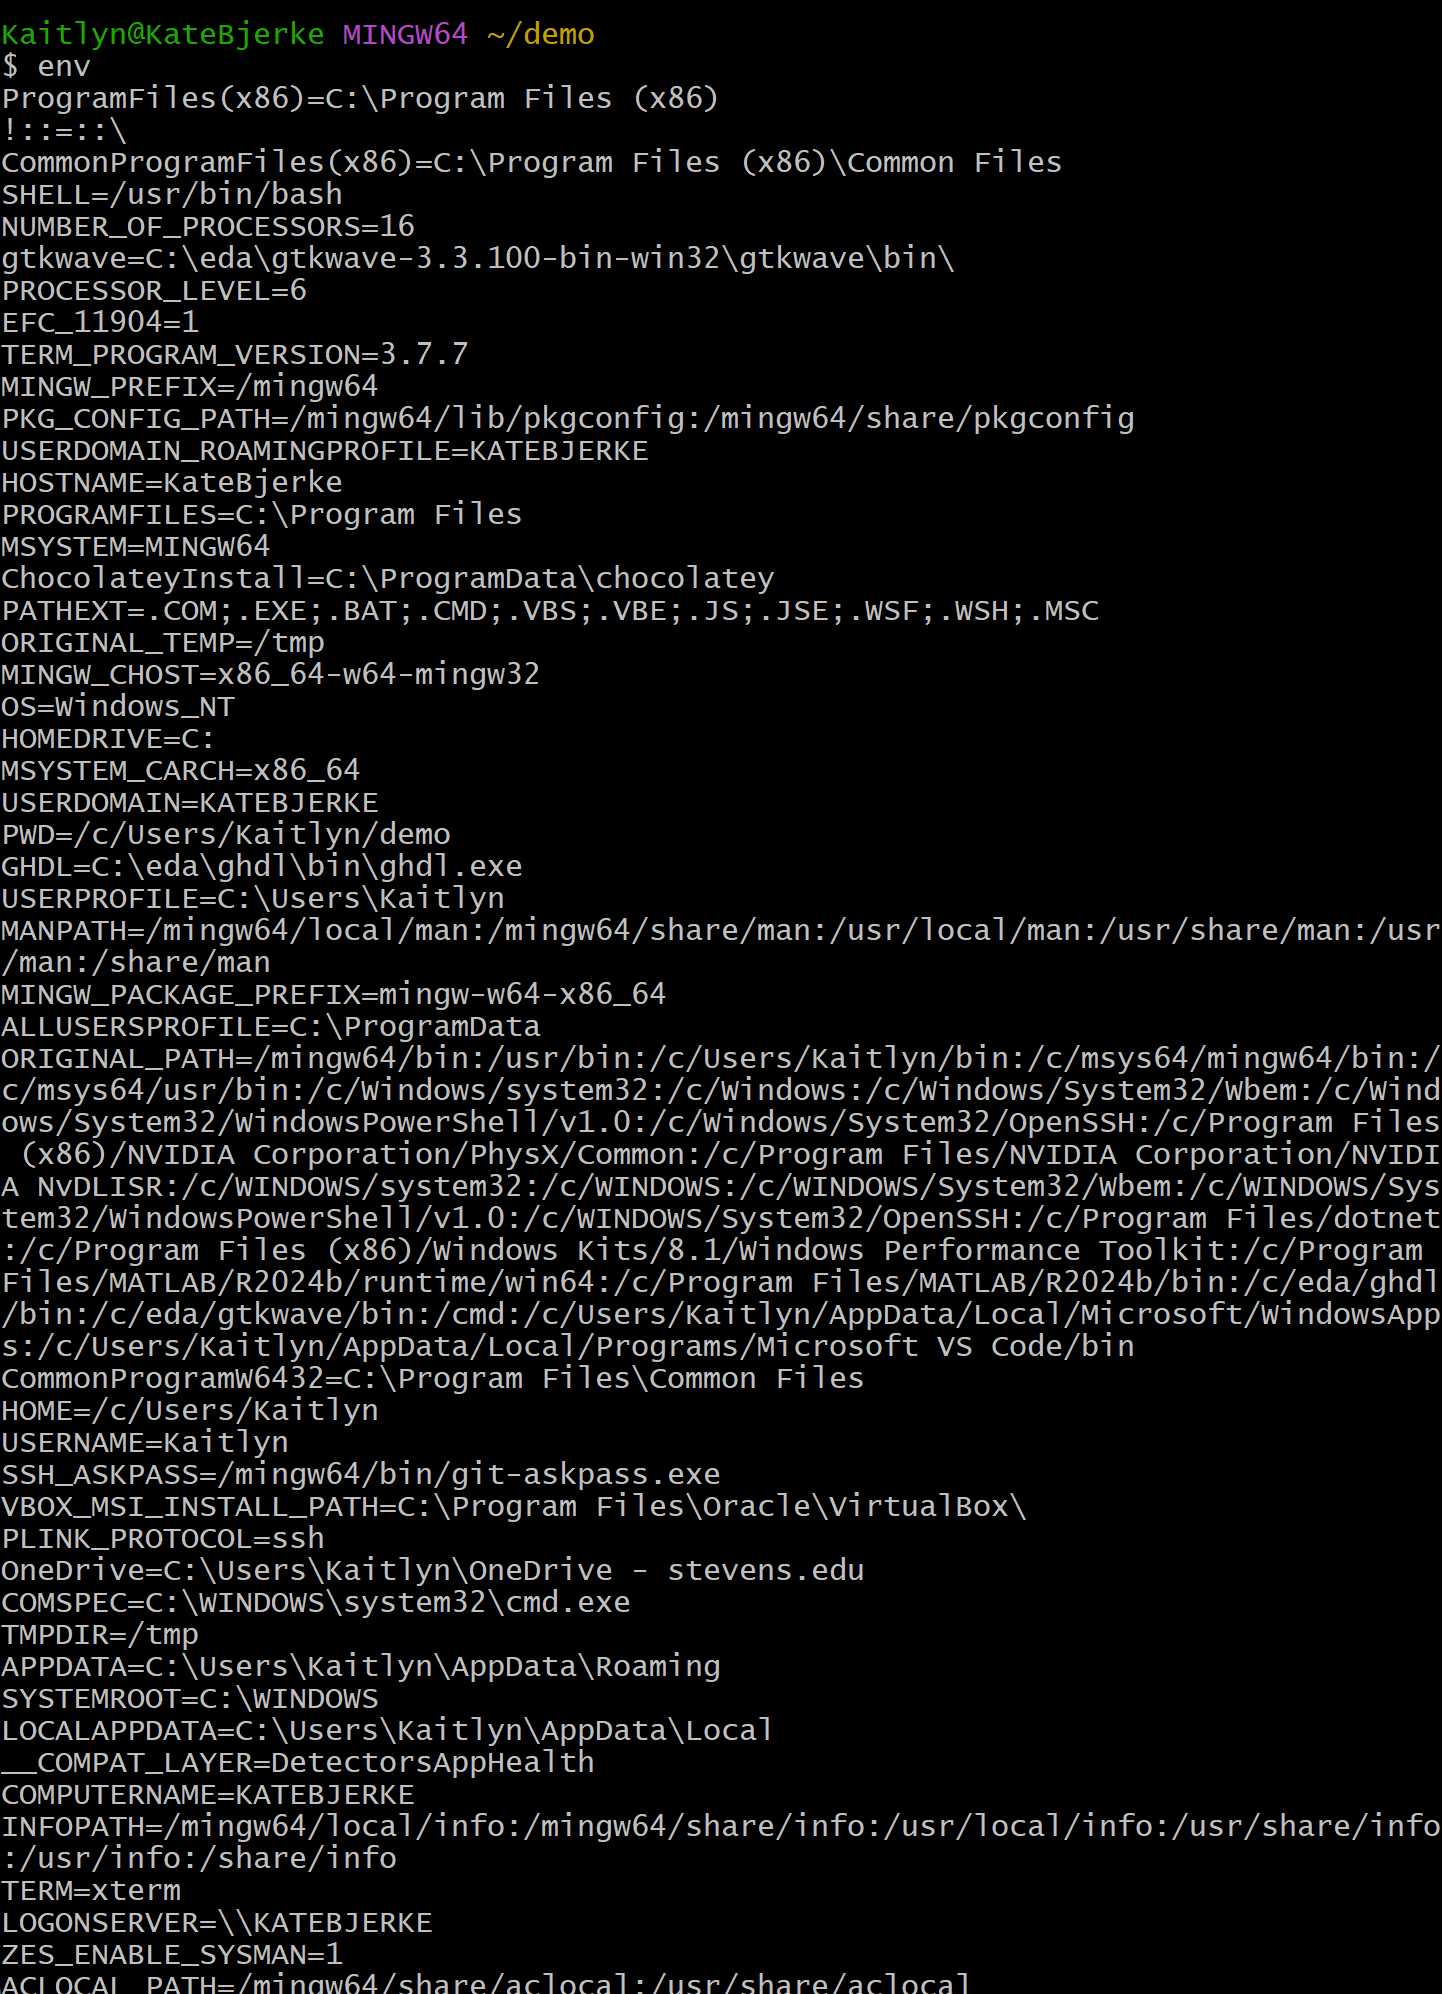 Kaitlyn@KateBjerke MINGW64 ~/demo
$ env
ProgramFiles(x86)=C:\Program Files (x86)
!::=::\
CommonProgramFiles(x86)=C:\Program Files (x86)\Common Files
SHELL=/usr/bin/bash
NUMBER_OF_PROCESSORS=16
gtkwave=C:\eda\gtkwave-3.3.100-bin-win32\gtkwave\bin\
PROCESSOR_LEVEL=6
EFC_11904=1
TERM_PROGRAM_VERSION=3.7.7
MINGW_PREFIX=/mingw64
PKG_CONFIG_PATH=/mingw64/lib/pkgconfig:/mingw64/share/pkgconfig
USERDOMAIN_ROAMINGPROFILE=KATEBJERKE
HOSTNAME=KateBjerke
PROGRAMFILES=C:\Program Files
MSYSTEM=MINGW64
ChocolateyInstall=C:\ProgramData\chocolatey
PATHEXT=.COM;.EXE;.BAT;.CMD;.VBS;.VBE;.JS;.JSE;.WSF;.WSH;.MSC
ORIGINAL_TEMP=/tmp
MINGW_CHOST=x86_64-w64-mingw32
OS=Windows_NT
HOMEDRIVE=C:
MSYSTEM_CARCH=x86_64
USERDOMAIN=KATEBJERKE
PWD=/c/Users/Kaitlyn/demo
GHDL=C:\eda\ghdl\bin\ghdl.exe
USERPROFILE=C:\Users\Kaitlyn
MANPATH=/mingw64/local/man:/mingw64/share/man:/usr/local/man:/usr/share/man:/usr
/man:/share/man
MINGW_PACKAGE_PREFIX=mingw-w64-x86_64
ALLUSERSPROFILE=C:\ProgramData
ORIGINAL_PATH=/mingw64/bin:/usr/bin:/c/Users/Kaitlyn/bin:/c/msys64/mingw64/bin:/
c/msys64/usr/bin:/c/Windows/system32:/c/Windows:/c/Windows/System32/Wbem:/c/Wind
ows/System32/WindowsPowerShell/v1.0:/c/Windows/System32/OpenSSH:/c/Program Files
 (x86)/NVIDIA Corporation/PhysX/Common:/c/Program Files/NVIDIA Corporation/NVIDI
A NvDLISR:/c/WINDOWS/system32:/c/WINDOWS:/c/WINDOWS/System32/Wbem:/c/WINDOWS/Sys
tem32/WindowsPowerShell/v1.0:/c/WINDOWS/System32/OpenSSH:/c/Program Files/dotnet
:/c/Program Files (x86)/Windows Kits/8.1/Windows Performance Toolkit:/c/Program
Files/MATLAB/R2024b/runtime/win64:/c/Program Files/MATLAB/R2024b/bin:/c/eda/ghdl
/bin:/c/eda/gtkwave/bin:/cmd:/c/Users/Kaitlyn/AppData/Local/Microsoft/WindowsApp
s:/c/Users/Kaitlyn/AppData/Local/Programs/Microsoft VS Code/bin
CommonProgramW6432=C:\Program Files\Common Files
HOME=/c/Users/Kaitlyn
USERNAME=Kaitlyn
SSH_ASKPASS=/mingw64/bin/git-askpass.exe
VBOX_MSI_INSTALL_PATH=C:\Program Files\Oracle\VirtualBox\
PLINK_PROTOCOL=ssh
OneDrive=C:\Users\Kaitlyn\OneDrive - stevens.edu
COMSPEC=C:\WINDOWS\system32\cmd.exe
TMPDIR=/tmp
APPDATA=C:\Users\Kaitlyn\AppData\Roaming
SYSTEMROOT=C:\WINDOWS
LOCALAPPDATA=C:\Users\Kaitlyn\AppData\Local
__COMPAT_LAYER=DetectorsAppHealth
COMPUTERNAME=KATEBJERKE
INFOPATH=/mingw64/local/info:/mingw64/share/info:/usr/local/info:/usr/share/info
:/usr/info:/share/info
TERM=xterm
LOGONSERVER=\\KATEBJERKE
ZES_ENABLE_SYSMAN=1
ACLOCAL_PATH=/mingw64/share/aclocal:/usr/share/aclocal